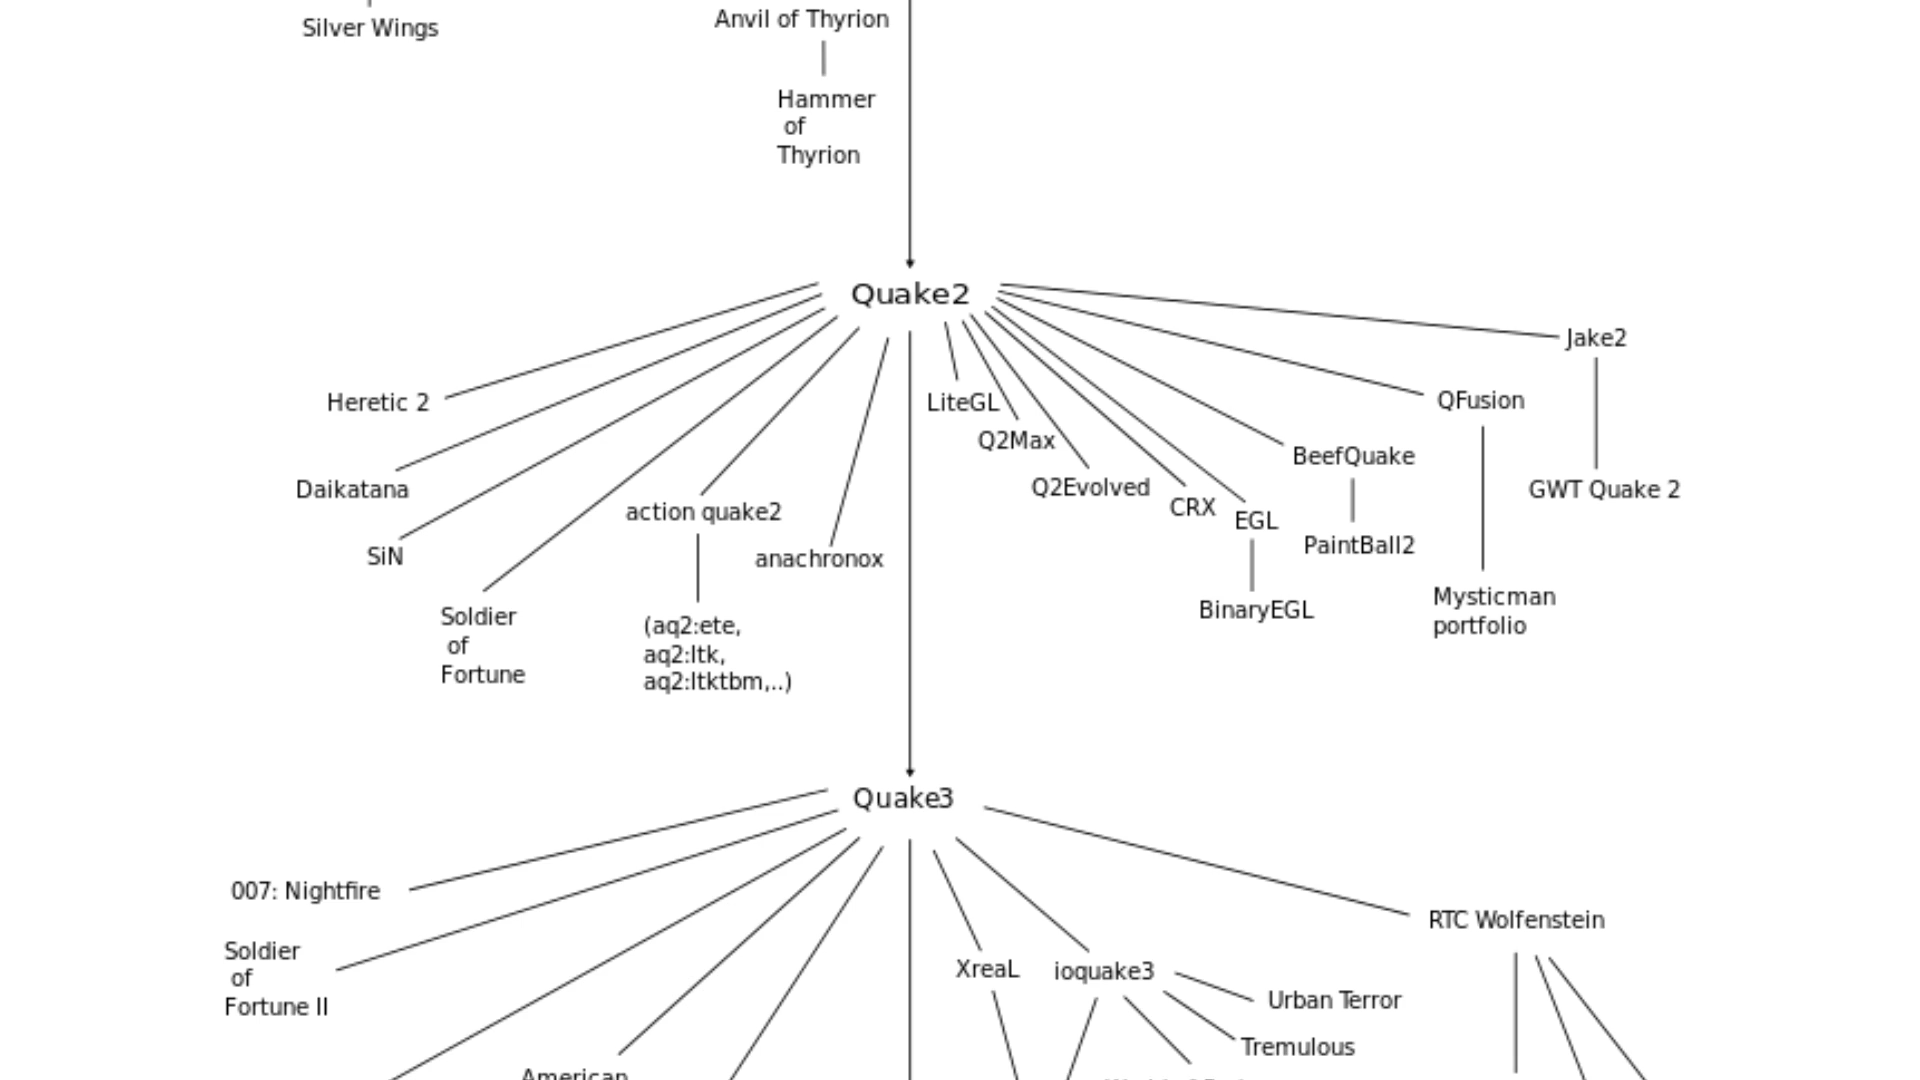 Silver Wings
Anvil of Thyrion
Hammer
of
Thyrion
Quake2
Jake2
Heretic 2
LiteGL
QFusion
Q2Max
BeefQuake
Daikatana
Q2Evolved
GWT Quake 2
action quake2
CRX
EGL
SiN
anachronox
PaintBall2
Soldier
of
Fortune
(aq2:ete,
aq2:ltk,
aq2:ltktbm,..)
BinaryEGL
Mysticman
portfolio
Quake3
007: Nightfire
RTC Wolfenstein
Soldier
of
Fortune II
XreaL
ioquake3
Urban Terror
Tremulous
American